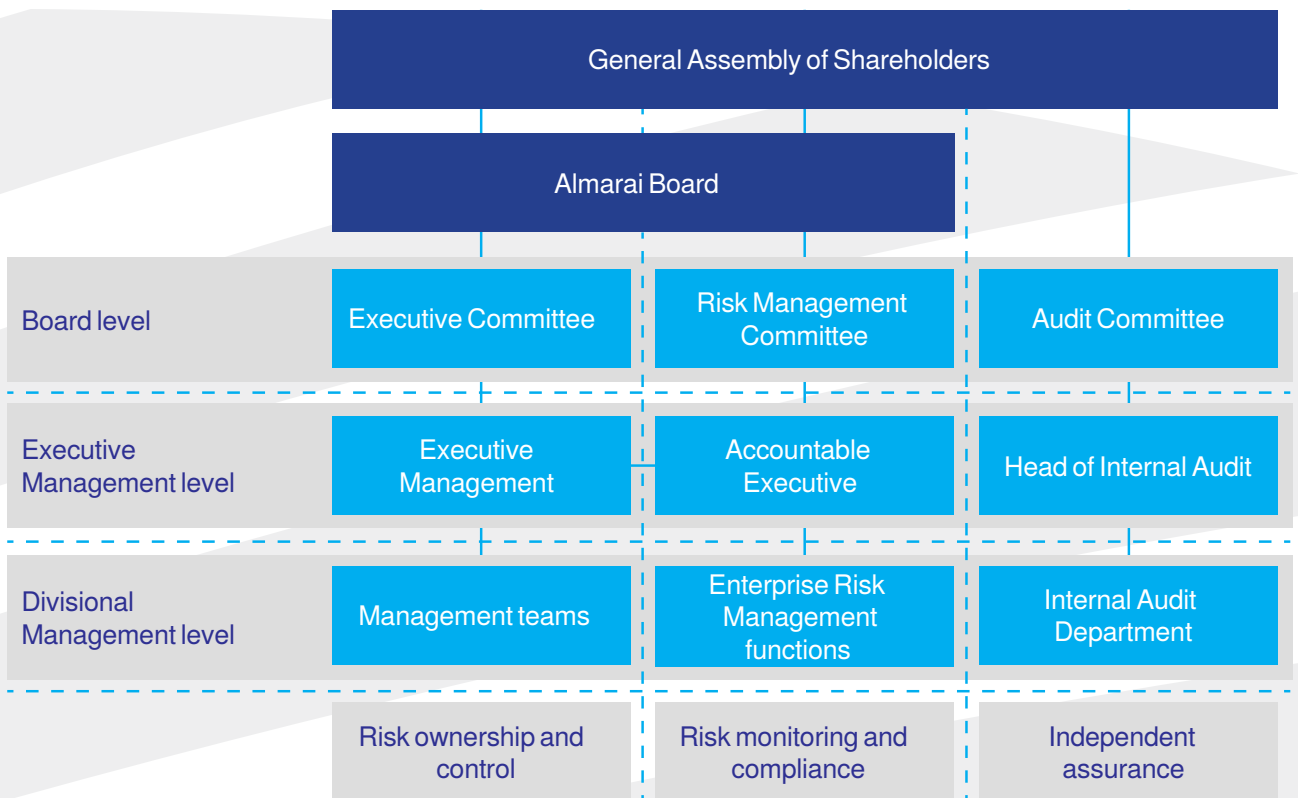 General Assembly of Shareholders
Almarai Board
Board level
Executive Committee
Risk Management
Committee
Audit Committee
Executive
Management level
Executive
Management
Accountable
Executive
Head of Internal Audit
Divisional
Management level
Management teams
Enterprise Risk
Management
functions
Internal Audit
Department
Risk ownership and
control
Risk monitoring and
compliance
Independent
assurance